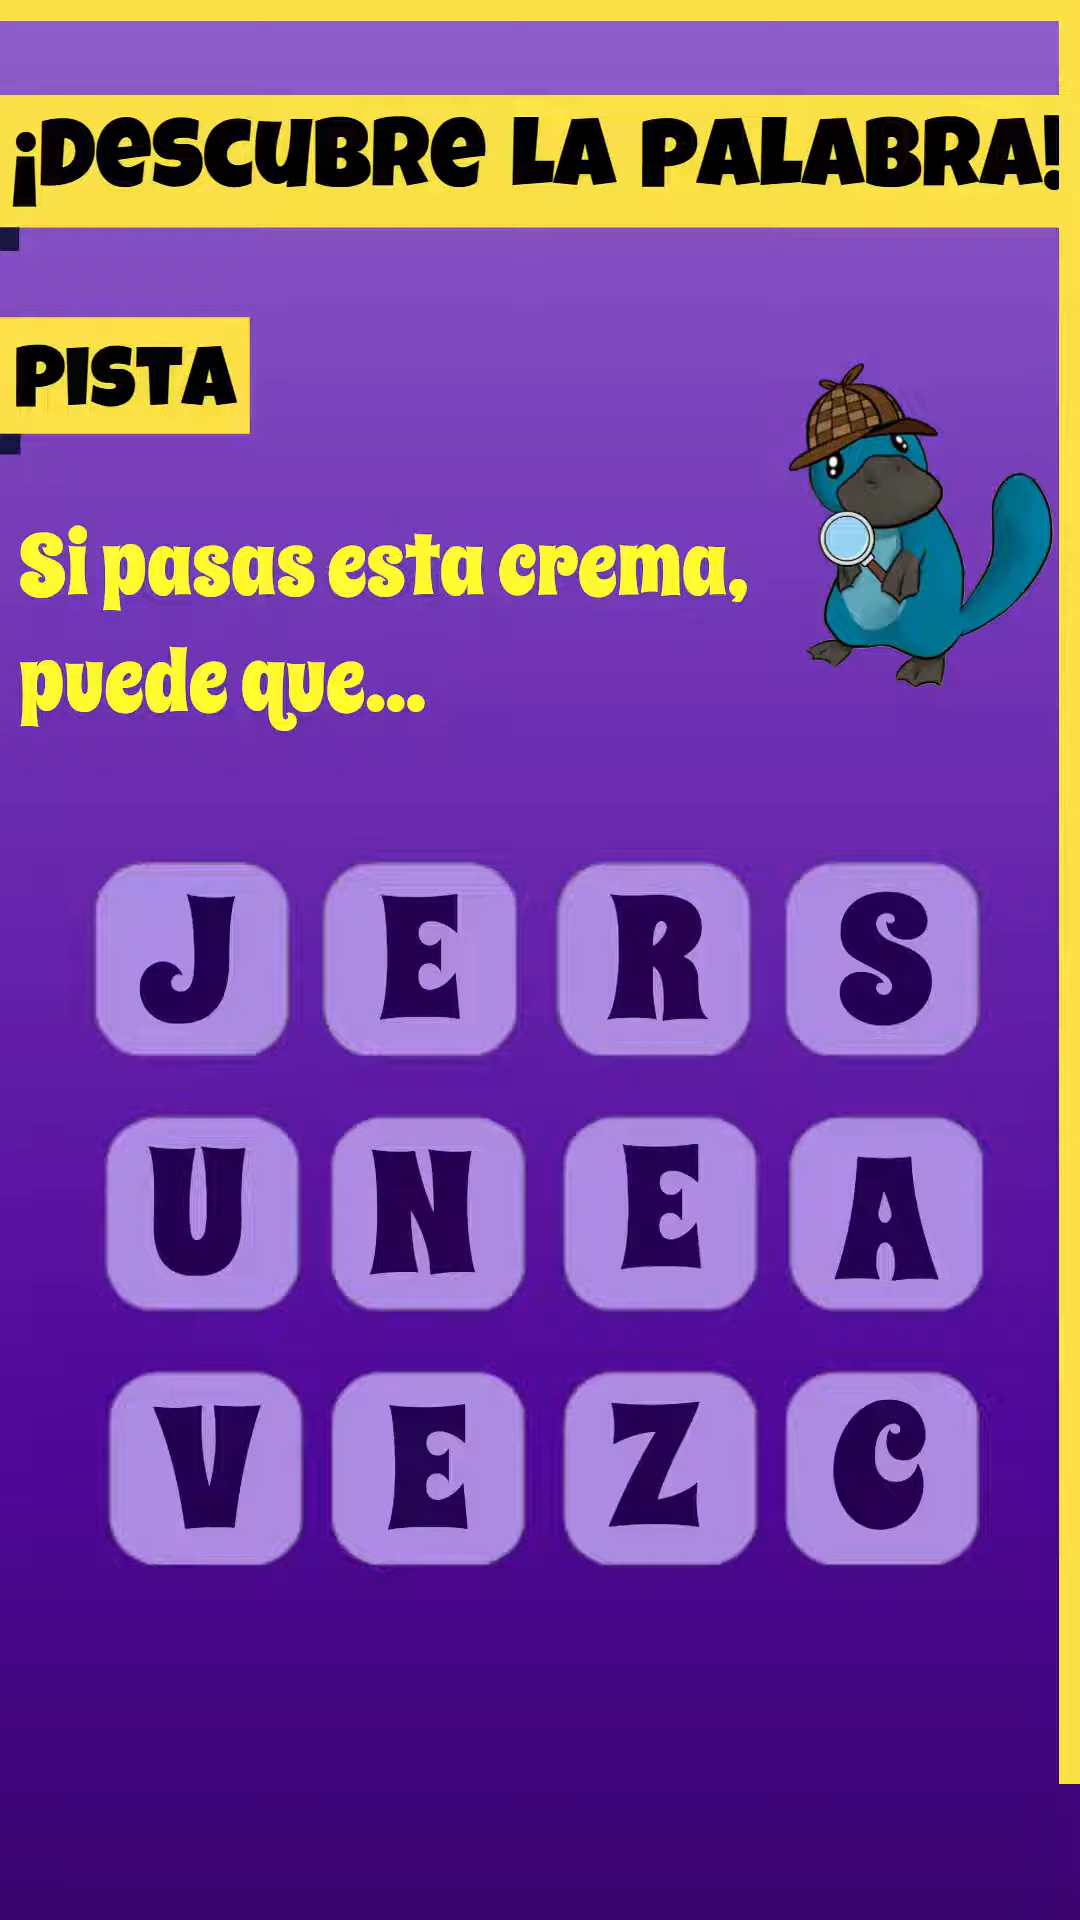 ¡DESCUBRE LA PALABRA!
PISTA
Si pasas esta crema,
puede que...
J E R S
U N E A
V E Z C